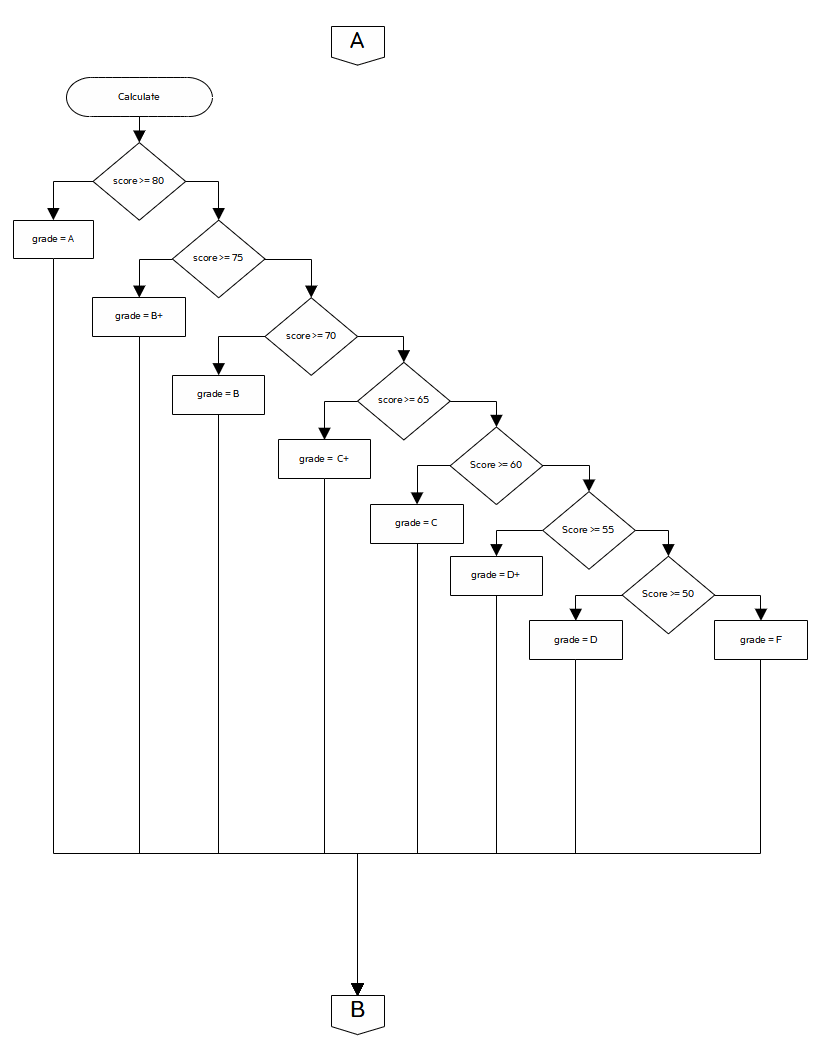 A
Calculate
score >= 80
grade = A
score >= 75
grade = B+
score >= 70
grade = B
score >= 65
grade = C+
Score >= 60
grade = C
Score >= 55
grade = D+
Score >= 50
grade = D
grade = F
B